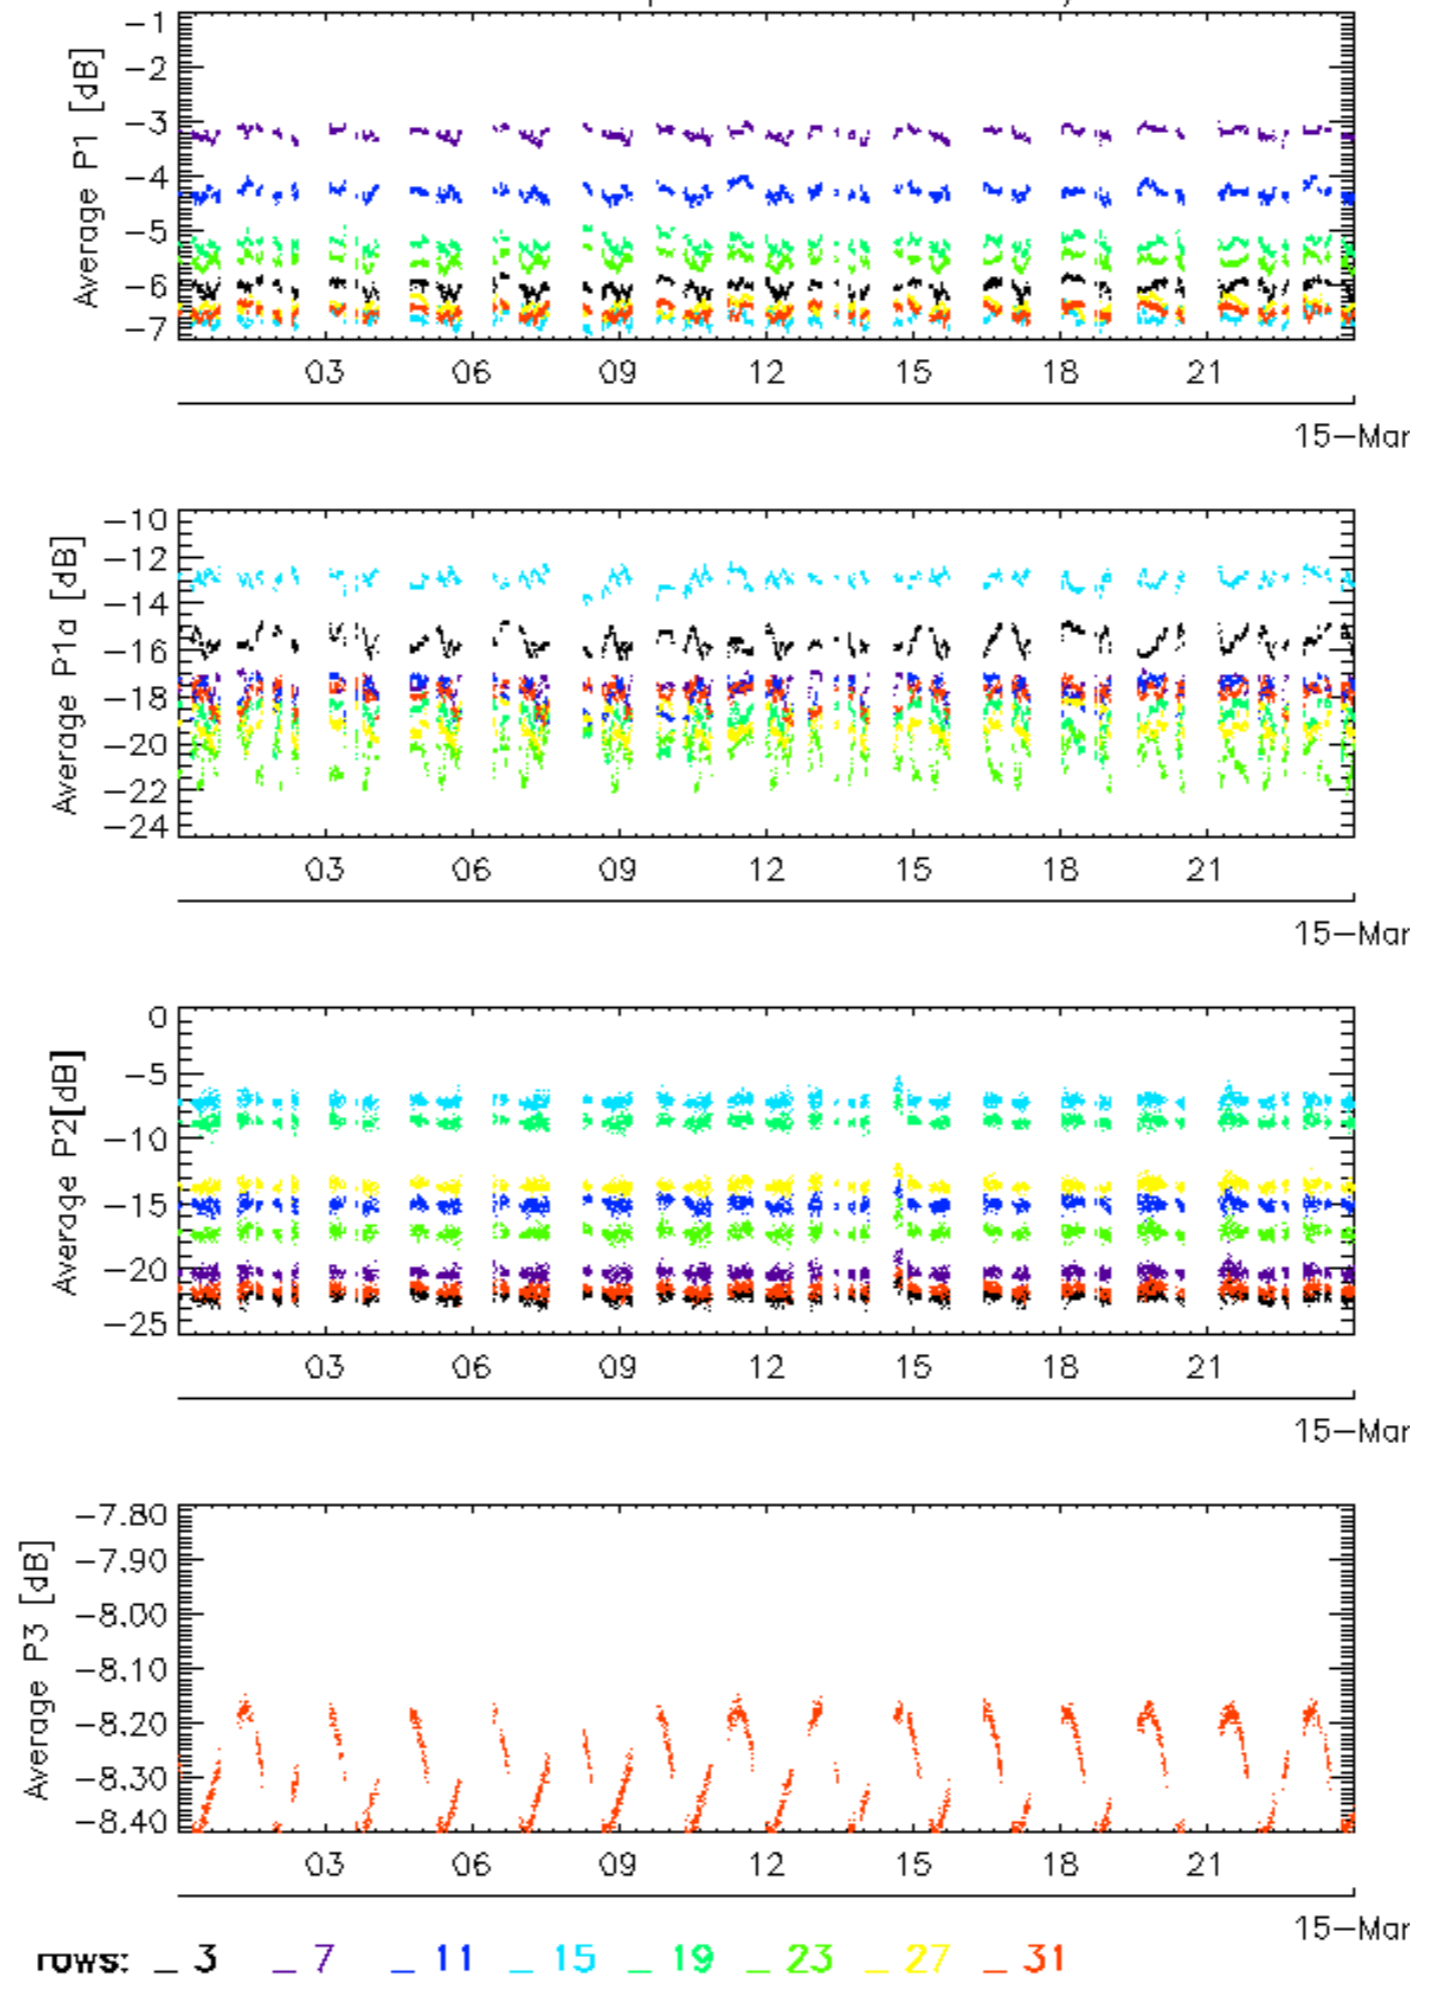 Average P1 [dB]
−1
−2
−3
−4
−5
−6
−7
03 06 09 12 15 18 21
15−Mar
Average P1a [dB]
−10
−12
−14
−16
−18
−20
−22
−24
03 06 09 12 15 18 21
15−Mar
Average P2[dB]
0
−5
−10
−15
−20
−25
03 06 09 12 15 18 21
15−Mar
Average P3 [dB]
−7.80
−7.90
−8.00
−8.10
−8.20
−8.30
−8.40
03 06 09 12 15 18 21
15−Mar
rows: _ 3 _ 7 _ 11 _ 15 _ 19 _ 23 _ 27 _ 31